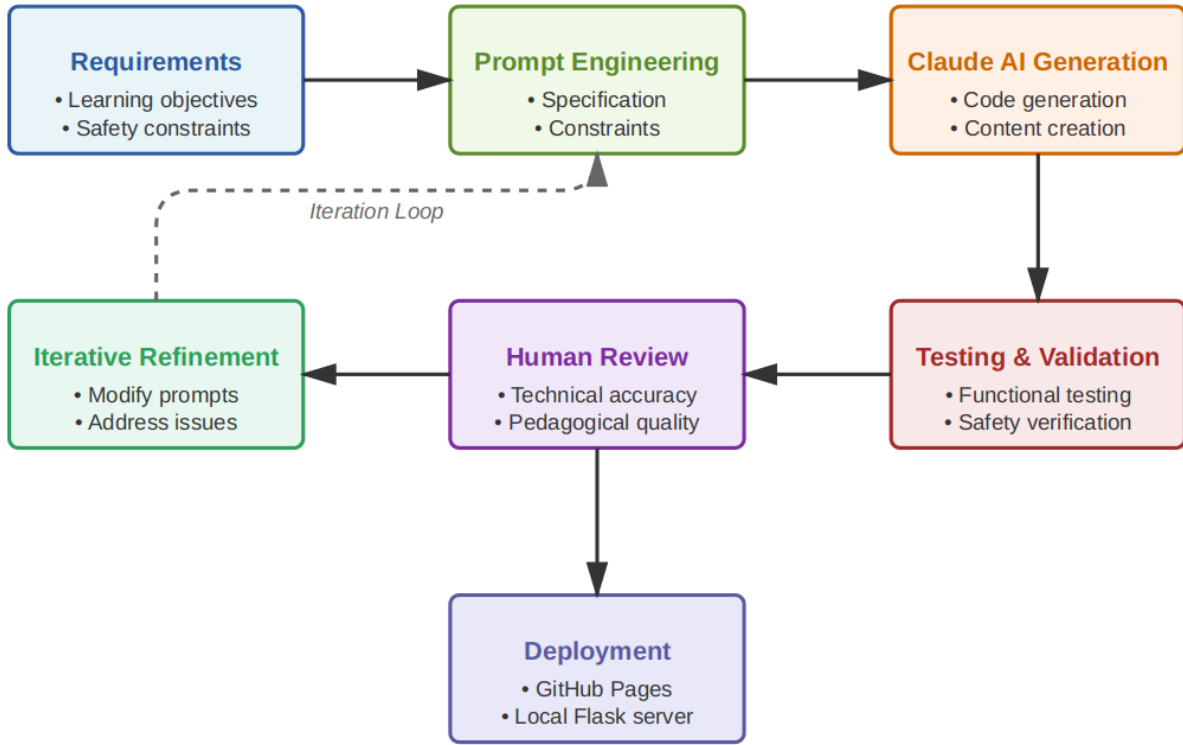 Requirements
• Learning objectives
• Safety constraints
Prompt Engineering
• Specification
• Constraints
Claude AI Generation
• Code generation
• Content creation
Iteration Loop
Iterative Refinement
• Modify prompts
• Address issues
Human Review
• Technical accuracy
• Pedagogical quality
Testing & Validation
• Functional testing
• Safety verification
Deployment
• GitHub Pages
• Local Flask server